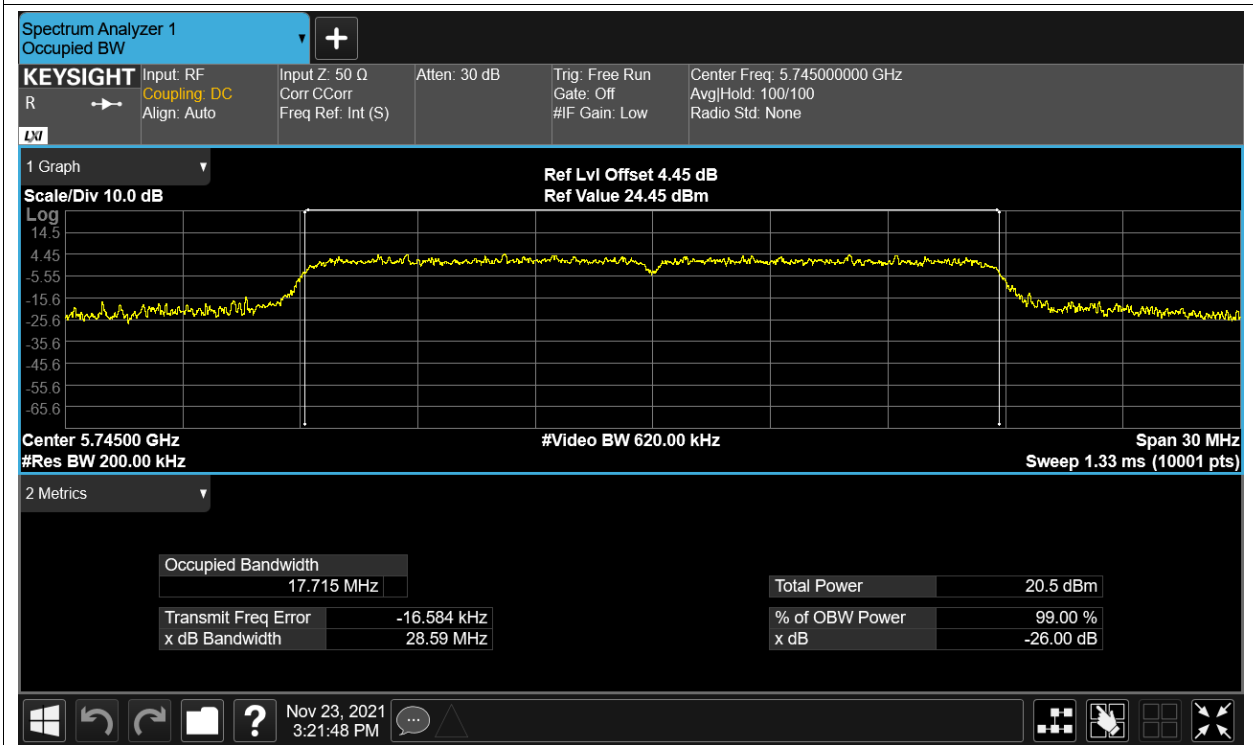 Spectrum Analyzer 1
Occupied BW
KEYSIGHT
R
LXI
Input: RF
Coupling: DC
Align: Auto
Input Z: 50 Ω
Corr CCorr
Freq Ref: Int (S)
Atten: 30 dB
Trig: Free Run
Gate: Off
#IF Gain: Low
Center Freq: 5.745000000 GHz
Avg|Hold: 100/100
Radio Std: None
1 Graph
Scale/Div 10.0 dB
Ref Lvl Offset 4.45 dB
Ref Value 24.45 dBm
Log
14.5
4.45
-5.55
-15.6
-25.6
-35.6
-45.6
-55.6
-65.6
Center 5.74500 GHz
#Video BW 620.00 kHz
Span 30 MHz
#Res BW 200.00 kHz
Sweep 1.33 ms (10001 pts)
2 Metrics
Occupied Bandwidth
17.715 MHz
Total Power 20.5 dBm
Transmit Freq Error -16.584 kHz
% of OBW Power 99.00 %
x dB Bandwidth 28.59 MHz
x dB -26.00 dB
?
Nov 23, 2021
3:21:48 PM